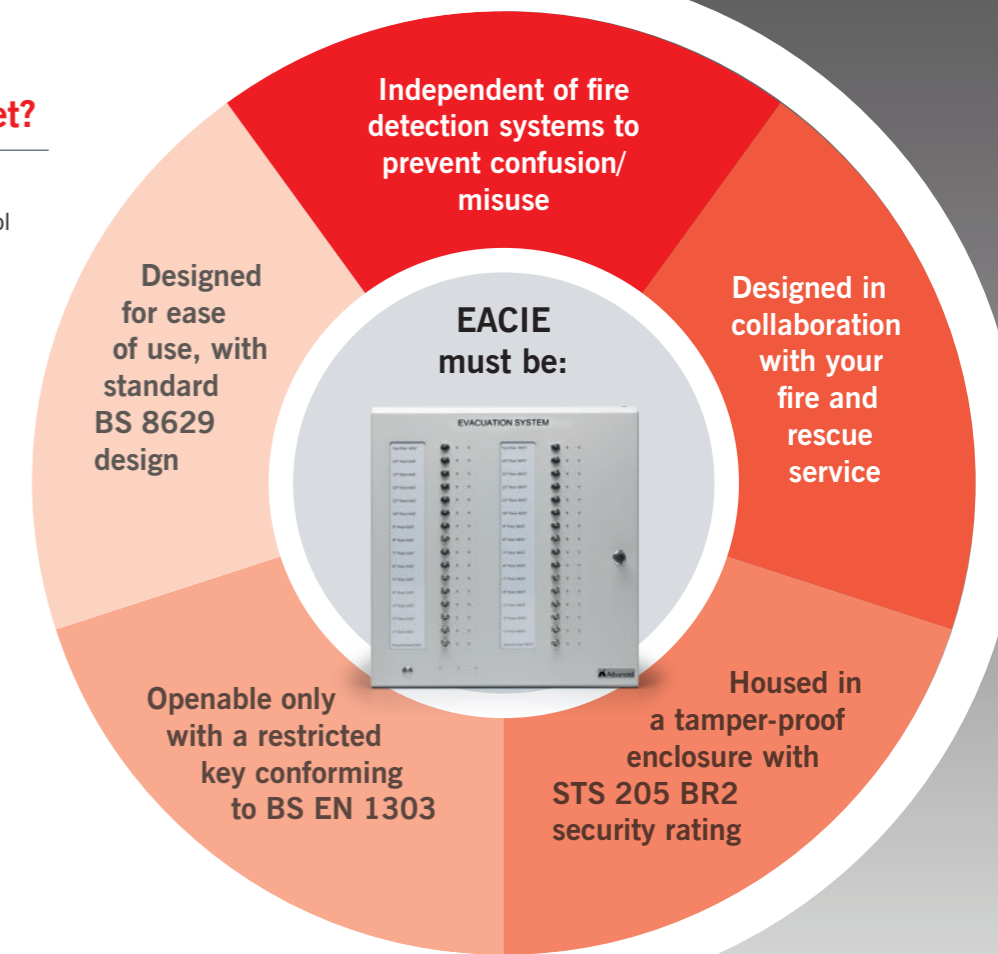 et?
ol
Independent of fire
detection systems to
prevent confusion/
misuse
Designed in
collaboration
with your
fire and
rescue
service
Housed in
a tamper-proof
enclosure with
STS 205 BR2
security rating
Openable only
with a restricted
key conforming
to BS EN 1303
Designed
for ease
of use, with
standard
BS 8629
design
EACIE
must be:
EVACUATION SYSTEM
Advanced